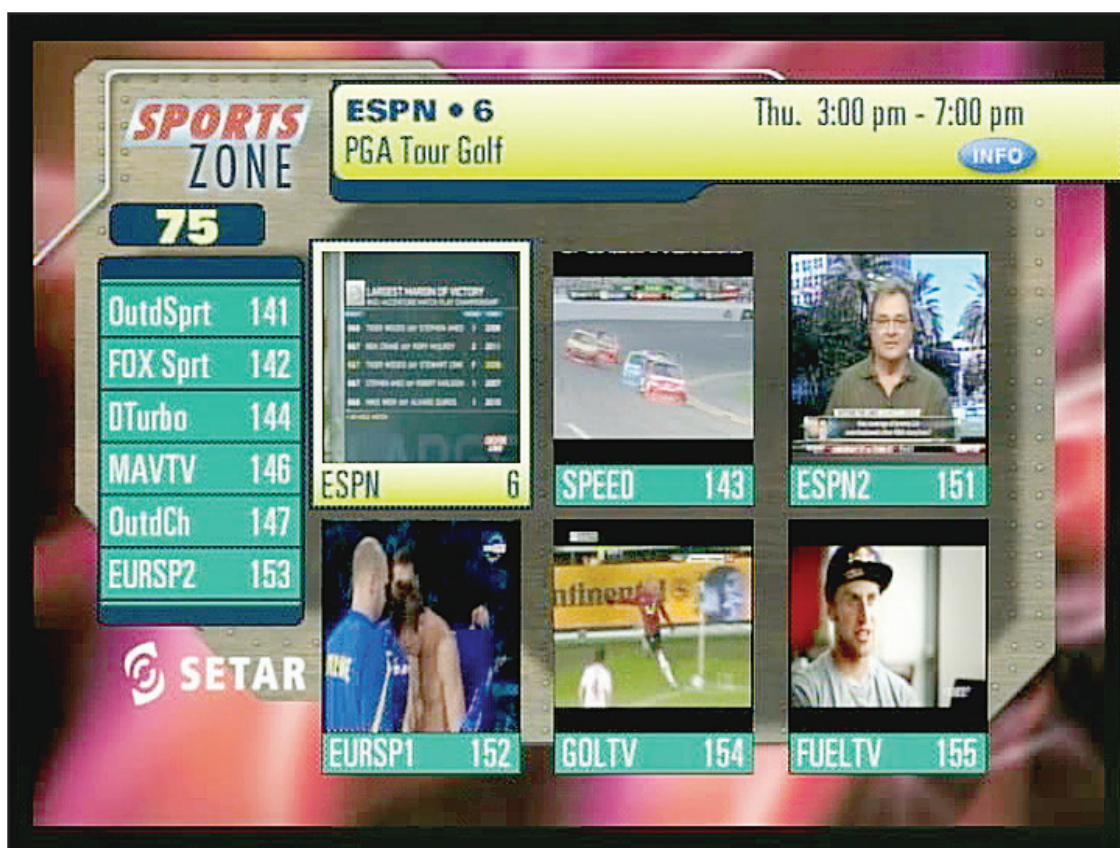 SPORTS
ZONE
ESPN • 6
Thu. 3:00 pm - 7:00 pm
PGA Tour Golf
INFO
75
OutdSprt 141
FOX Sprt 142
DTurbo 144
MAVTV 146
OutdCh 147
EURSP2 153
SETAR
LARGEST MARGIN OF VICTORY
ESPN 6
SPEED 143
ESPN2 151
ntinental
EURSP1 152
GOLTV 154
FUELTV 155